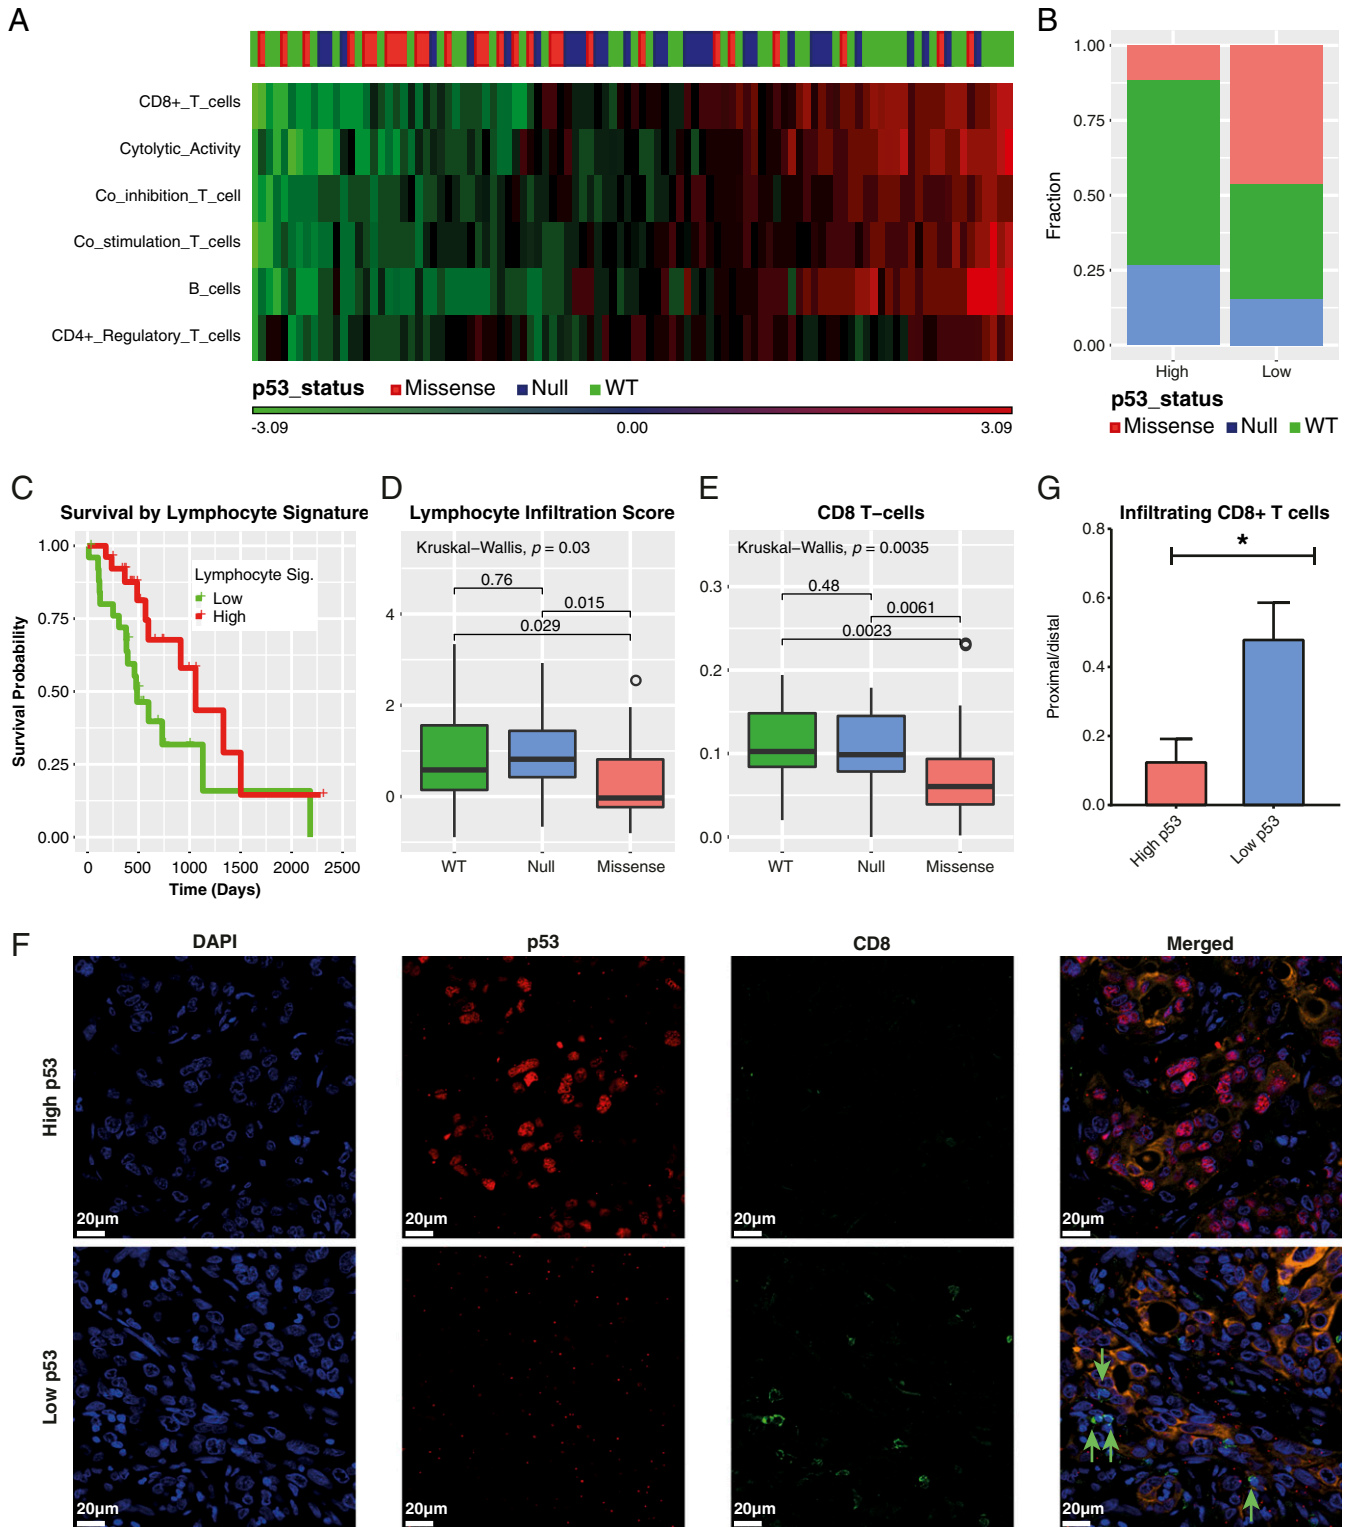 A
CD8+_T_cells
Cytolytic_Activity
Co_inhibition_T_cell
Co_stimulation_T_cells
B_cells
CD4+_Regulatory_T_cells
p53_status Missense Null WT
-3.09 0.00 3.09
B
1.00
0.75
0.50
0.25
0.00
Fraction
High Low
p53_status
Missense Null WT
C
Survival by Lymphocyte Signature
1.00
0.75
0.50
0.25
0.00
Survival Probability
Lymphocyte Sig.
Low
High
0 500 1000 1500 2000 2500
Time (Days)
D
Lymphocyte Infiltration Score
Kruskal−Wallis, p = 0.03
0.76
0.015
0.029
4
2
0
WT Null Missense
E
CD8 T−cells
Kruskal−Wallis, p = 0.0035
0.48
0.0061
0.0023
0.3
0.2
0.1
0.0
WT Null Missense
G
Infiltrating CD8+ T cells
*
0.8
0.6
0.4
0.2
0.0
Proximal/distal
High p53
Low p53
F
DAPI p53 CD8 Merged
High p53
20μm 20μm 20μm 20μm
Low p53
20μm 20μm 20μm 20μm